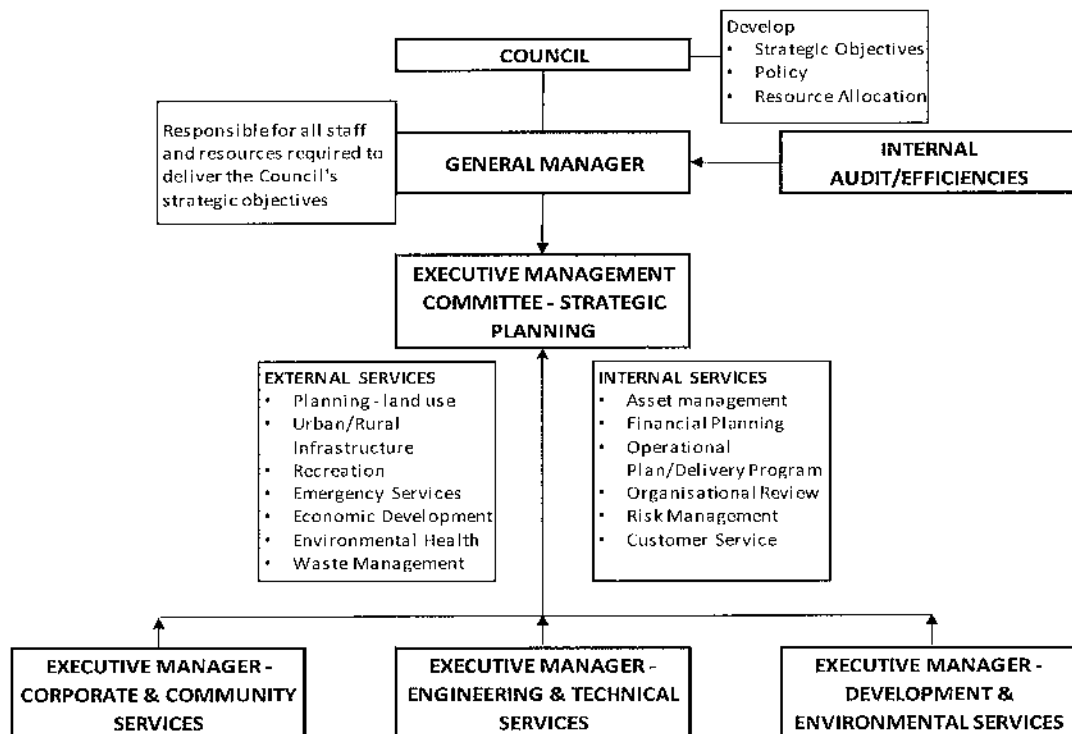 COUNCIL
Develop
• Strategic Objectives
• Policy
• Resource Allocation
Responsible for all staff
and resources required to
deliver the Council's
strategic objectives
GENERAL MANAGER
INTERNAL
AUDIT/EFFICIENCIES
EXECUTIVE MANAGEMENT
COMMITTEE - STRATEGIC
PLANNING
EXTERNAL SERVICES
• Planning - land use
• Urban/Rural
Infrastructure
• Recreation
• Emergency Services
• Economic Development
• Environmental Health
• Waste Management
INTERNAL SERVICES
• Asset management
• Financial Planning
• Operational
Plan/Delivery Program
• Organisational Review
• Risk Management
• Customer Service
EXECUTIVE MANAGER -
CORPORATE & COMMUNITY
SERVICES
EXECUTIVE MANAGER -
ENGINEERING & TECHNICAL
SERVICES
EXECUTIVE MANAGER -
DEVELOPMENT &
ENVIRONMENTAL SERVICES